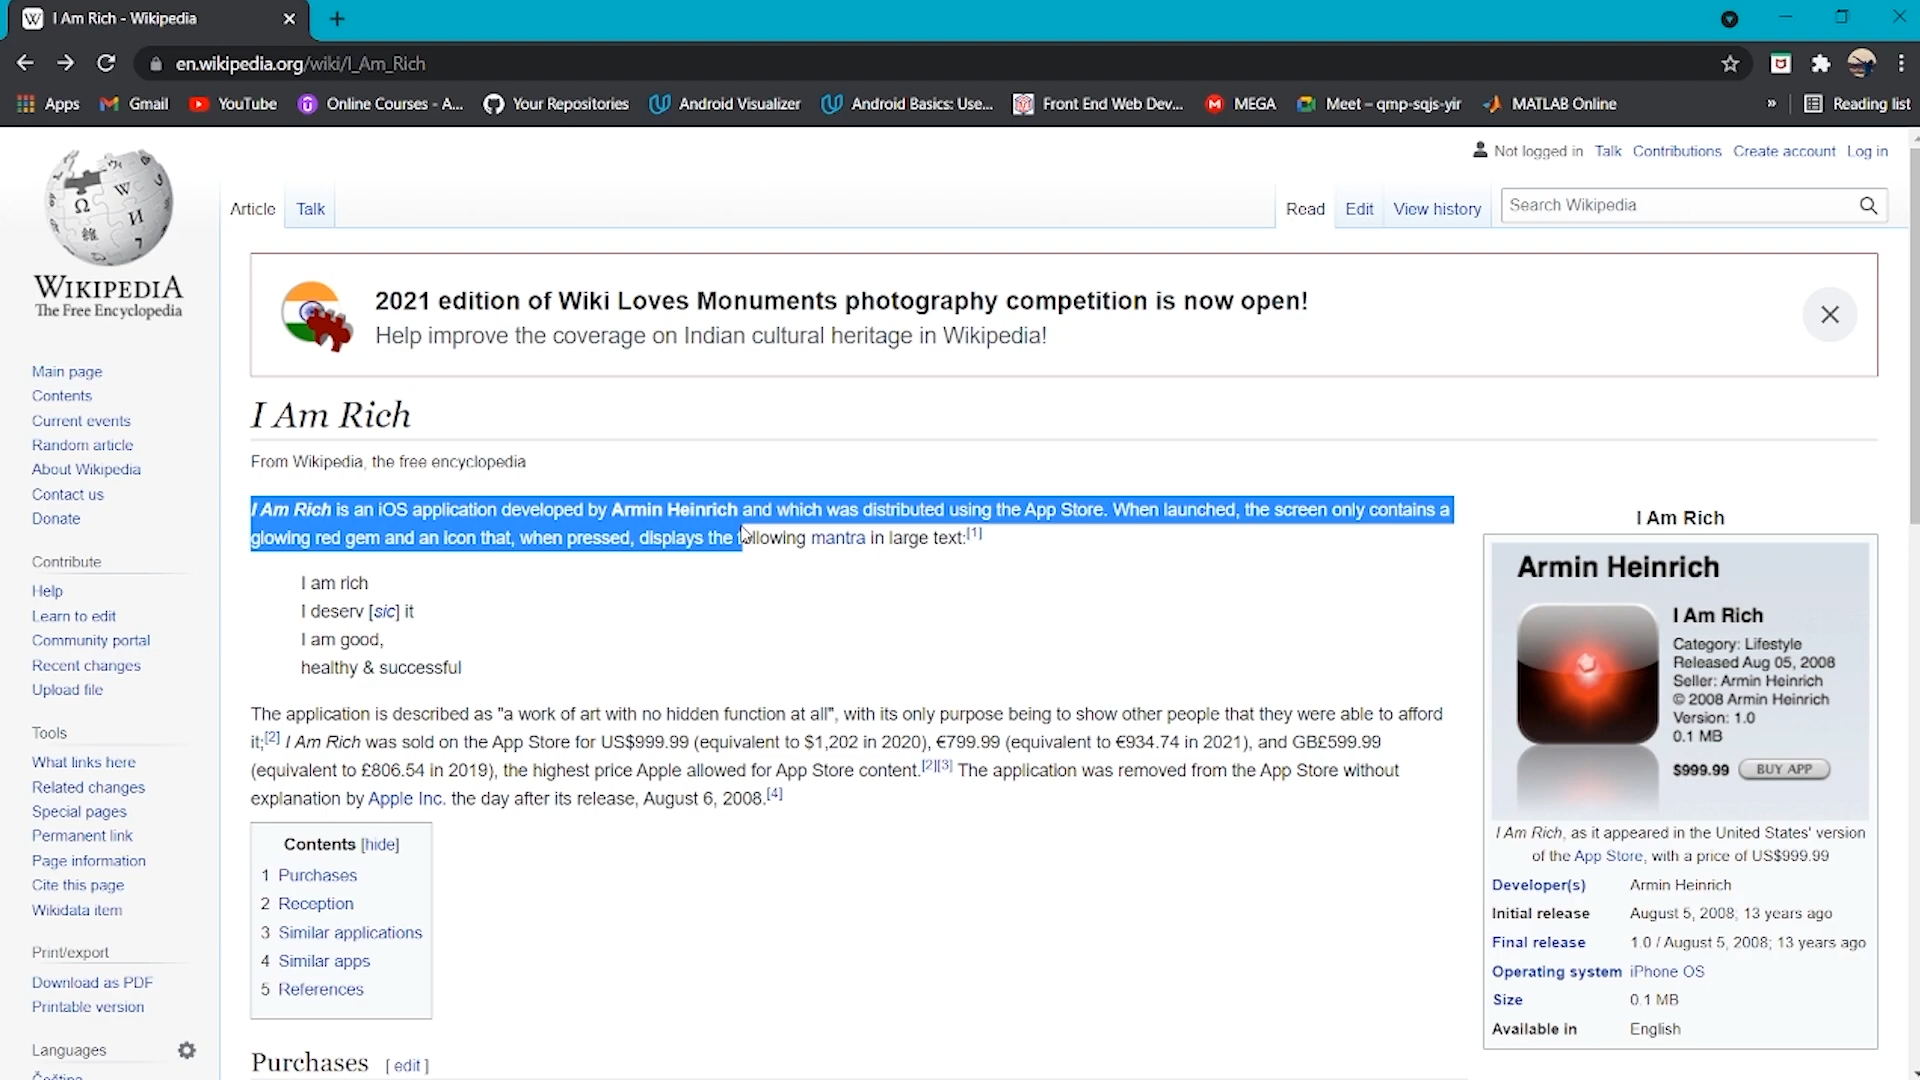 I Am Rich - Wikipedia
en.wikipedia.org/wiki/I_Am_Rich
Apps Gmail YouTube Online Courses - A... Your Repositories Android Visualizer Android Basics: Use... Front End Web Dev... MEGA Meet – qmp-sqjs-yir MATLAB Online » Reading list
Not logged in Talk Contributions Create account Log in
Article Talk Read Edit View history Search Wikipedia
WIKIPEDIA
The Free Encyclopedia
Main page
Contents
Current events
Random article
About Wikipedia
Contact us
Donate
Contribute
Help
Learn to edit
Community portal
Recent changes
Upload file
Tools
What links here
Related changes
Special pages
Permanent link
Page information
Cite this page
Wikidata item
Print/export
Download as PDF
Printable version
Languages
Čeština
2021 edition of Wiki Loves Monuments photography competition is now open!
Help improve the coverage on Indian cultural heritage in Wikipedia!
I Am Rich
From Wikipedia, the free encyclopedia
I Am Rich is an iOS application developed by Armin Heinrich and which was distributed using the App Store. When launched, the screen only contains a
glowing red gem and an icon that, when pressed, displays the following mantra in large text:[1]
I am rich
I deserv [sic] it
I am good,
healthy & successful
The application is described as "a work of art with no hidden function at all", with its only purpose being to show other people that they were able to afford
it;[2] I Am Rich was sold on the App Store for US$999.99 (equivalent to $1,202 in 2020), €799.99 (equivalent to €934.74 in 2021), and GB£599.99
(equivalent to £806.54 in 2019), the highest price Apple allowed for App Store content.[2][3] The application was removed from the App Store without
explanation by Apple Inc. the day after its release, August 6, 2008.[4]
Contents [hide]
1 Purchases
2 Reception
3 Similar applications
4 Similar apps
5 References
Purchases [ edit ]
I Am Rich
Armin Heinrich
I Am Rich
Category: Lifestyle
Released Aug 05, 2008
Seller: Armin Heinrich
© 2008 Armin Heinrich
Version: 1.0
0.1 MB
$999.99 BUY APP
I Am Rich, as it appeared in the United States' version
of the App Store, with a price of US$999.99
Developer(s) Armin Heinrich
Initial release August 5, 2008; 13 years ago
Final release 1.0 / August 5, 2008; 13 years ago
Operating system iPhone OS
Size 0.1 MB
Available in English